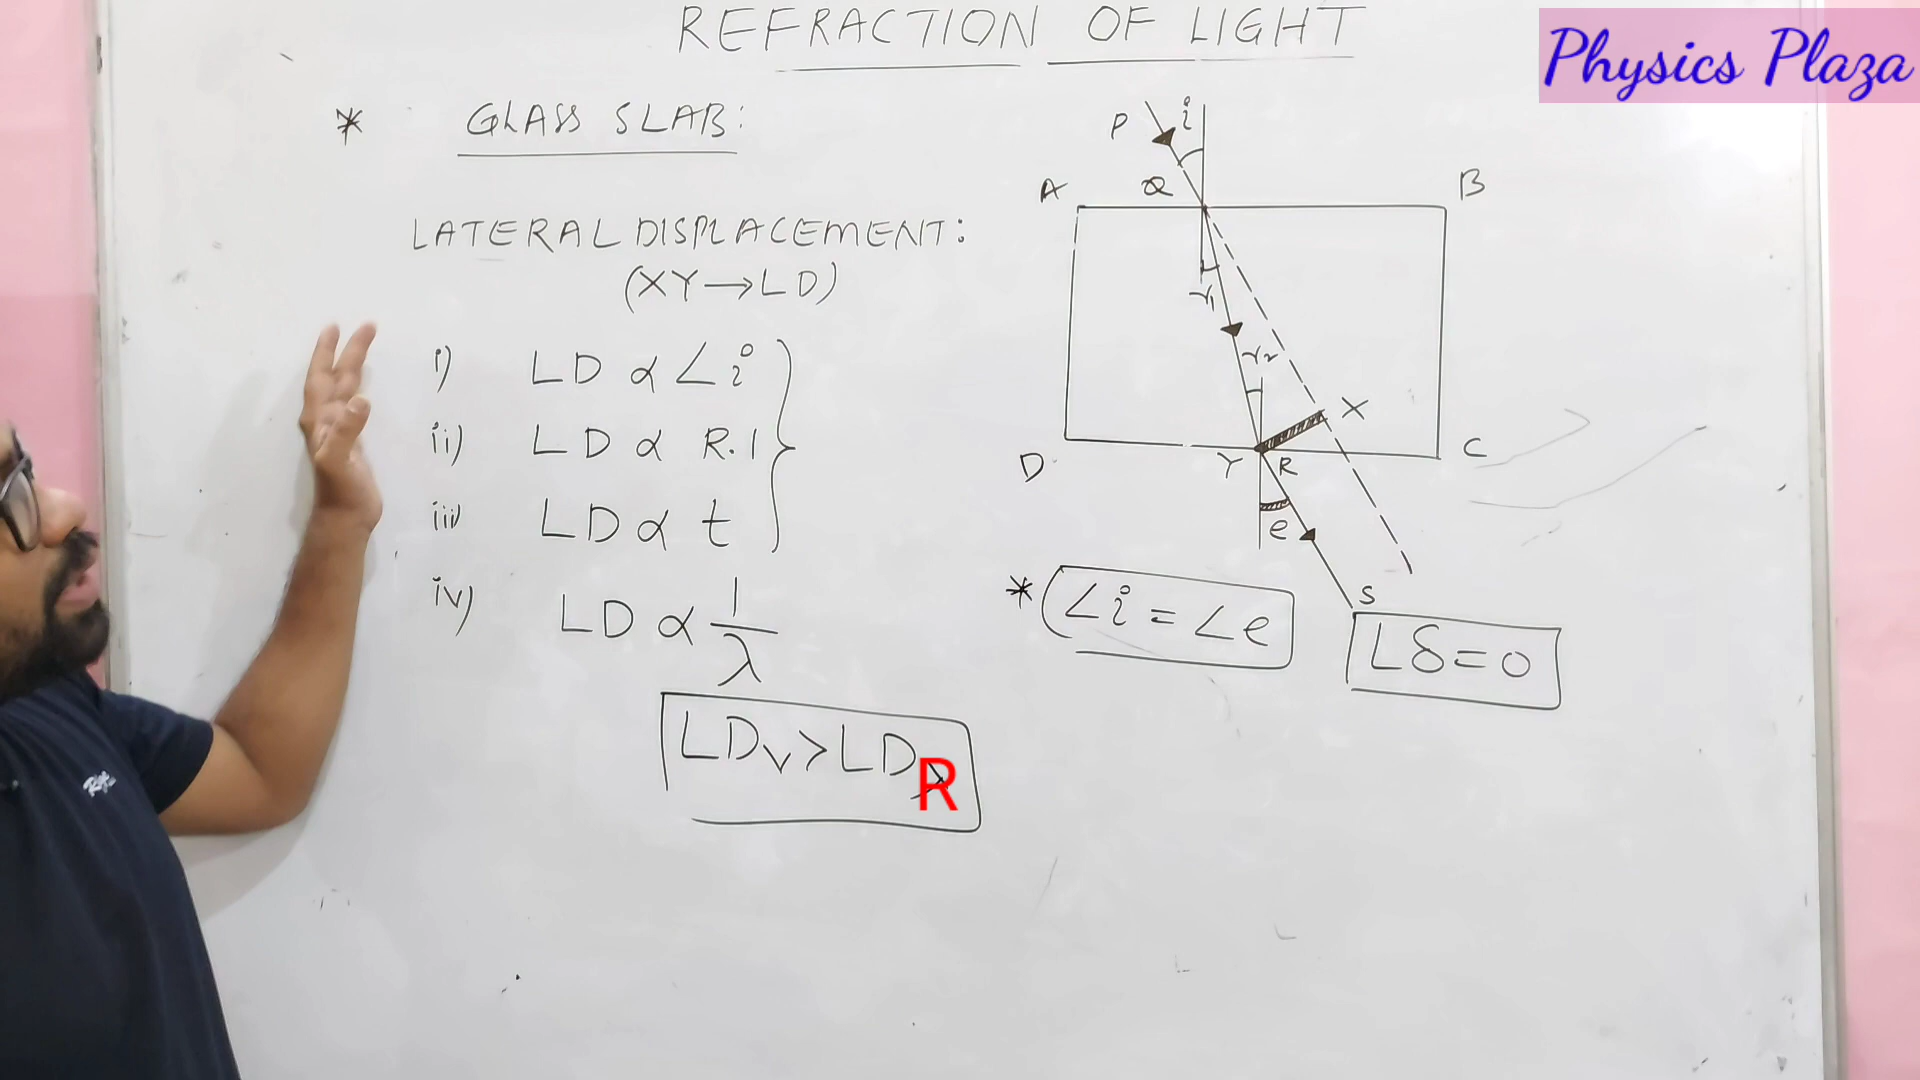 REFRACTION OF LIGHT
Physics Plaza
* GLASS SLAB:
LATERAL DISPLACEMENT:
(XY→LD)
i) LD ∝ ∠i
ii) LD ∝ R.I
iii) LD ∝ t
iv) LD ∝ 1/λ
LDv > LDR
P i
A Q B
r1
r2
X
D Y R C
e
S
* ∠i = ∠e
∠δ = 0